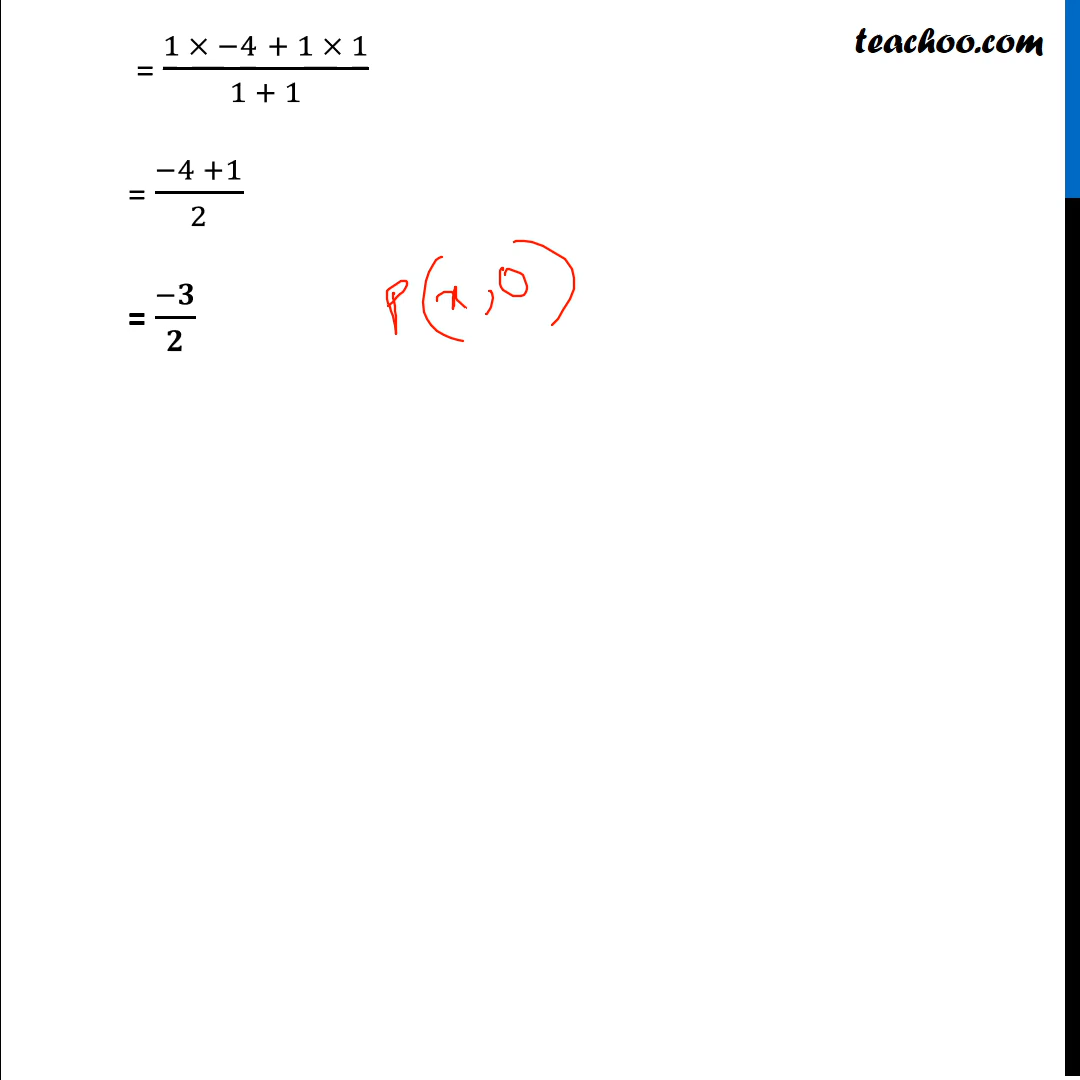 teachoo.com
= (1 × −4 + 1 × 1)/(1 + 1)
= (−4 +1)/2
= (−3)/2
P(x,0)